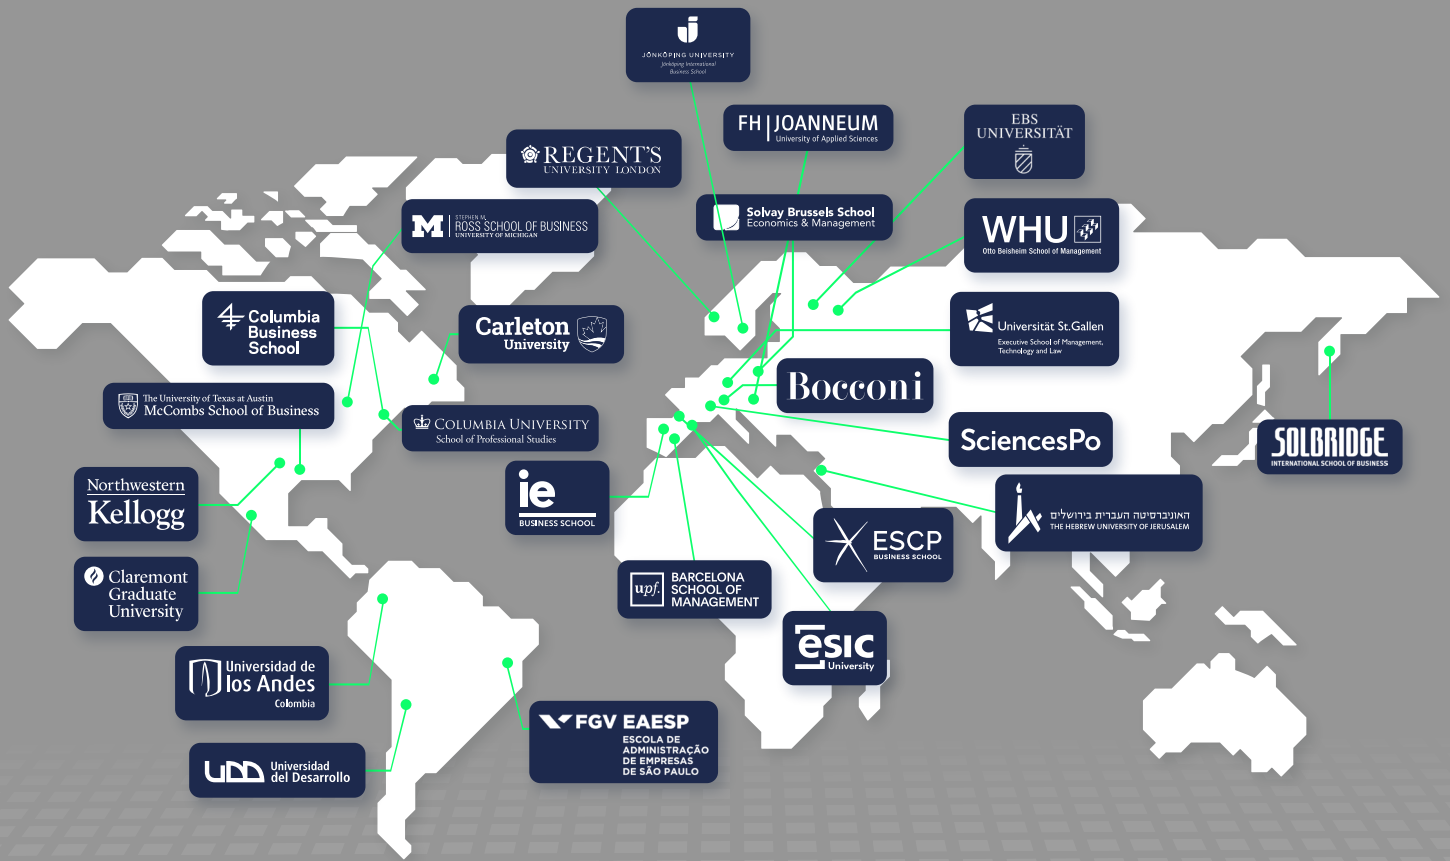 JÖNKÖPING UNIVERSITY
Jönköping International
Business School
FH JOANNEUM
University of Applied Sciences
EBS
UNIVERSITÄT
REGENT'S
UNIVERSITY LONDON
M
STEPHEN M.
ROSS SCHOOL OF BUSINESS
UNIVERSITY OF MICHIGAN
Solvay Brussels School
Economics & Management
WHU
Otto Beisheim School of Management
Columbia
Business
School
Carleton
University
Universität St.Gallen
Executive School of Management,
Technology and Law
The University of Texas at Austin
McCombs School of Business
Bocconi
COLUMBIA UNIVERSITY
School of Professional Studies
SciencesPo
SOLBRIDGE
INTERNATIONAL SCHOOL OF BUSINESS
Northwestern
Kellogg
ie
BUSINESS SCHOOL
האוניברסיטה העברית בירושלים
THE HEBREW UNIVERSITY OF JERUSALEM
ESCP
BUSINESS SCHOOL
Claremont
Graduate
University
upf.
BARCELONA
SCHOOL OF
MANAGEMENT
esic
University
Universidad de
los Andes
Colombia
FGV EAESP
ESCOLA DE
ADMINISTRAÇÃO
DE EMPRESAS
DE SÃO PAULO
UDD
Universidad
del Desarrollo